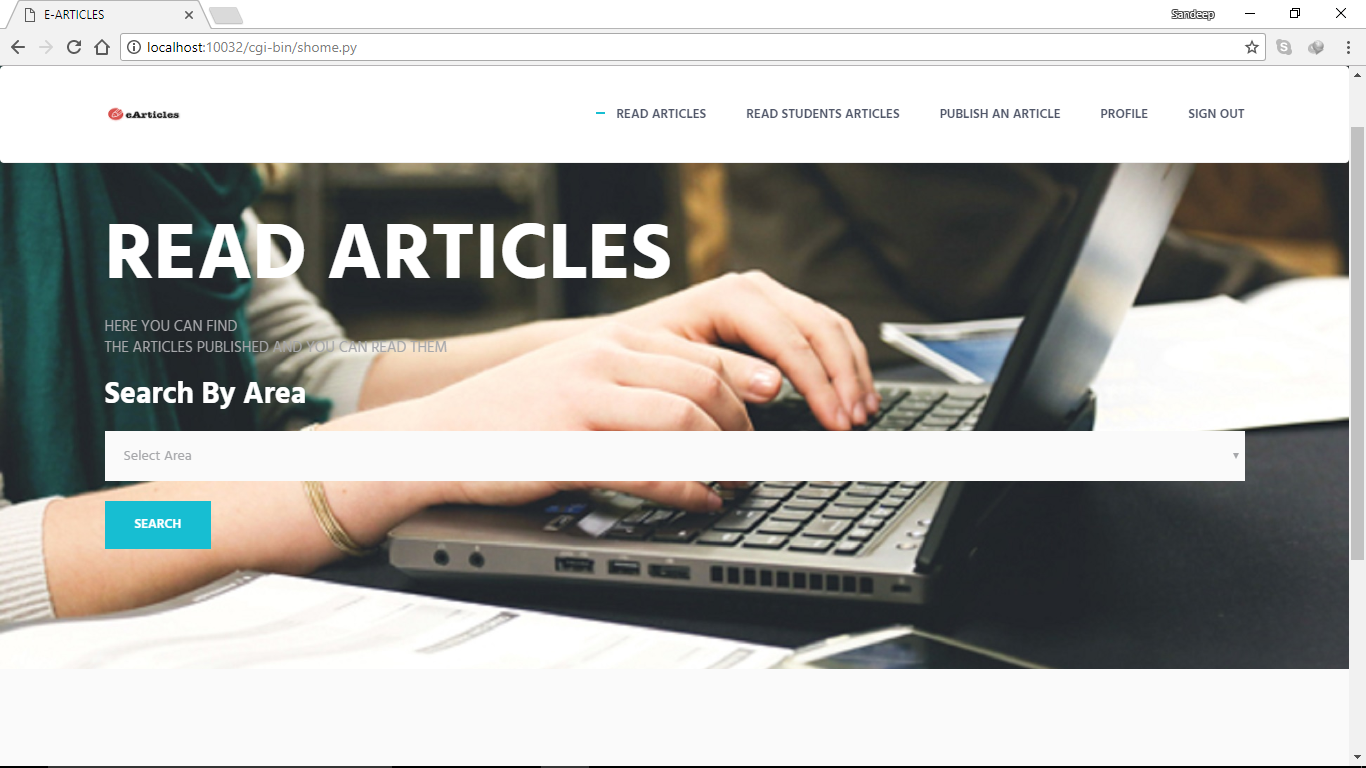 E-ARTICLES
Sandeep
localhost:10032/cgi-bin/shome.py
eArticles
READ ARTICLES
READ STUDENTS ARTICLES
PUBLISH AN ARTICLE
PROFILE
SIGN OUT
READ ARTICLES
HERE YOU CAN FIND
THE ARTICLES PUBLISHED AND YOU CAN READ THEM
Search By Area
Select Area
SEARCH